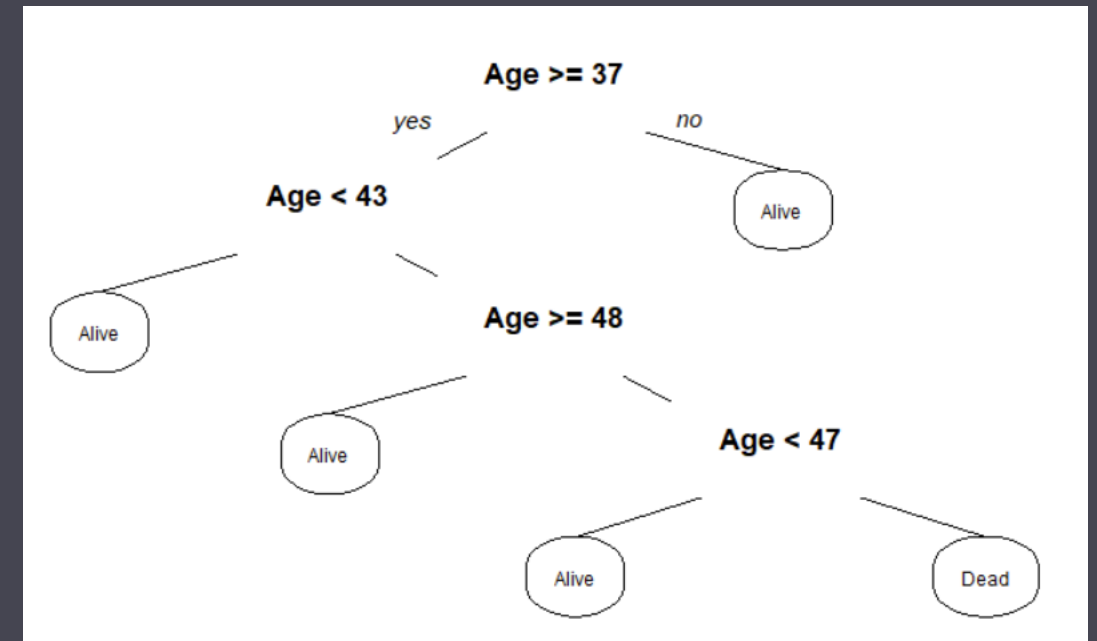 Age >= 37
yes
no
Age < 43
Alive
Alive
Age >= 48
Alive
Age < 47
Alive
Dead